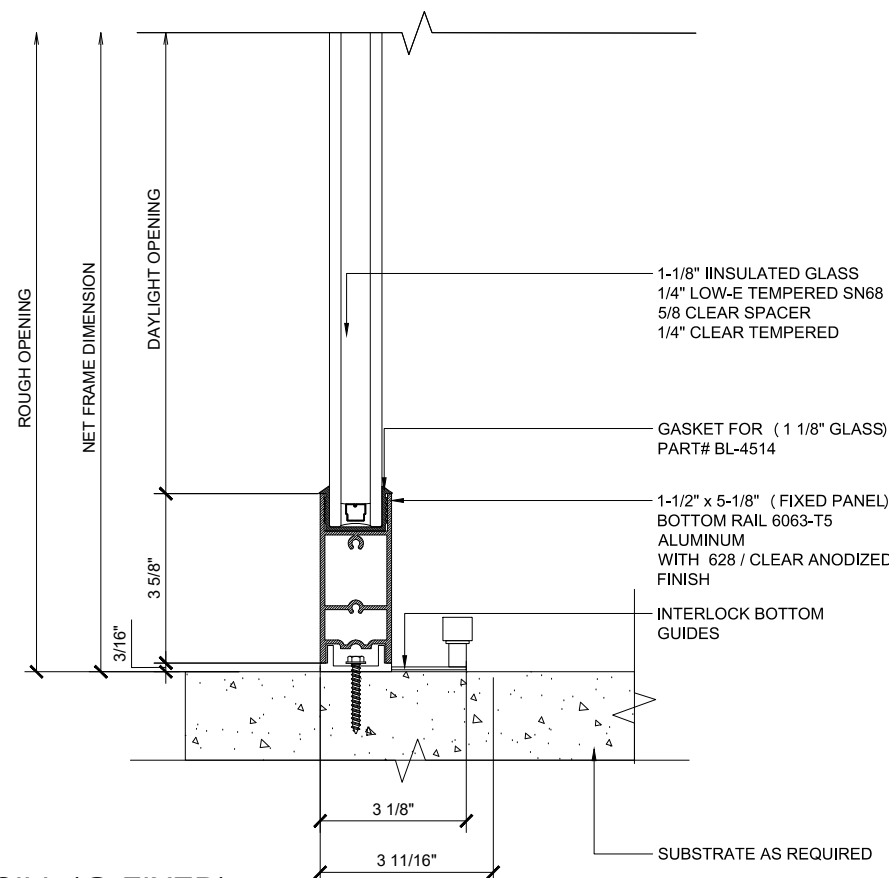 ROUGH OPENING
NET FRAME DIMENSION
DAYLIGHT OPENING
1-1/8" IINSULATED GLASS
1/4" LOW-E TEMPERED SN68
5/8 CLEAR SPACER
1/4" CLEAR TEMPERED
GASKET FOR ( 1 1/8" GLASS)
PART# BL-4514
1-1/2" x 5-1/8" ( FIXED PANEL)
BOTTOM RAIL 6063-T5
ALUMINUM
WITH 628 / CLEAR ANODIZED
FINISH
3 5/8"
INTERLOCK BOTTOM
GUIDES
3/16"
3 1/8"
3 11/16"
SUBSTRATE AS REQUIRED